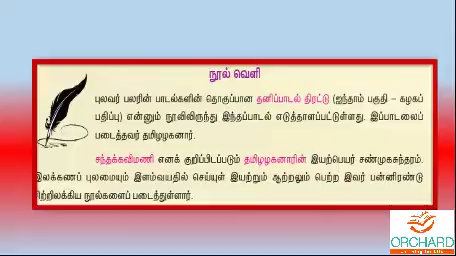 நூல் வெளி
புலவர் பலரின் பாடல்களின் தொகுப்பான தனிப்பாடல் திரட்டு (ஐந்தாம் பகுதி – கழகப்
பதிப்பு) என்னும் நூலிலிருந்து இந்தப்பாடல் எடுத்தாளப்பட்டுள்ளது. இப்பாடலைப்
படைத்தவர் தமிழழகனார்.
சந்தக்கவிமணி எனக் குறிப்பிடப்படும் தமிழழகனாரின் இயற்பெயர் சண்முகசுந்தரம்.
இலக்கணப் புலமையும் இளம்வயதில் செய்யுள் இயற்றும் ஆற்றலும் பெற்ற இவர் பன்னிரண்டு
சிற்றிலக்கிய நூல்களைப் படைத்துள்ளார்.
ORCHARD